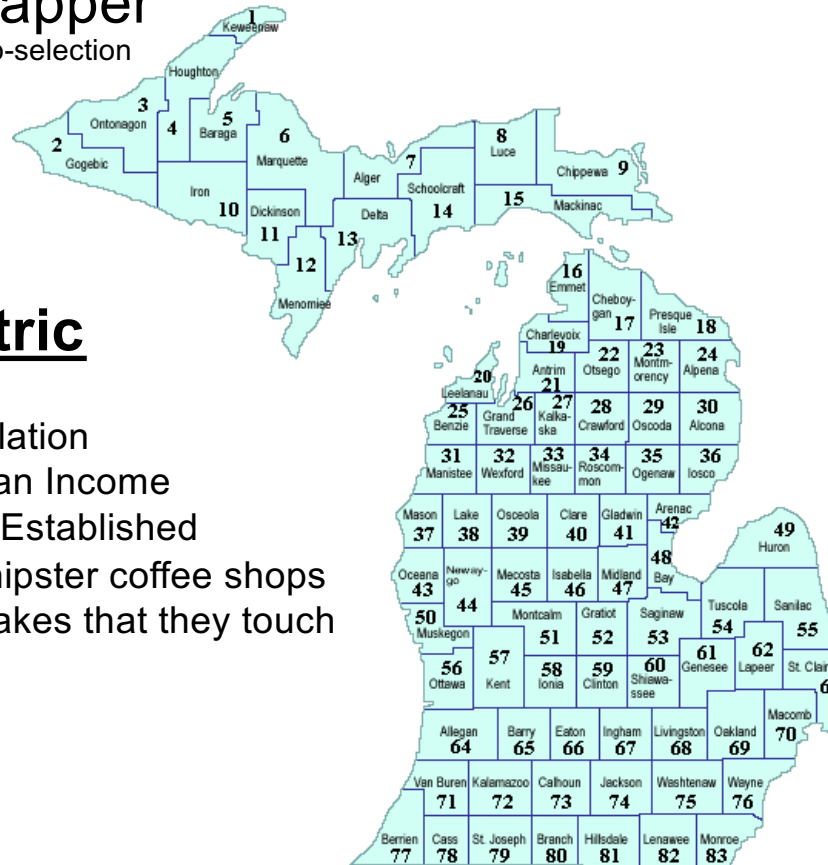 apper
o-selection
tric
lation
an Income
Established
hipster coffee shops
akes that they touch
1
Keweenaw
Houghton
3
Ontonagon
4
5
Baraga
2
Gogebic
6
Marquette
Iron
10
Dickinson
11
12
Menominee
Alger
7
Delta
13
Schoolcraft
14
8
Luce
Chippewa 9
15
Mackinac
16
Emmet
Cheboy-
gan 17
Presque
Isle 18
Charlevoix
19
20
Leelanau
Antrim
21
22
Otsego
23
Montm-
orency
24
Alpena
25
Benzie
26
Grand
Traverse
27
Kalka-
ska
28
Crawford
29
Oscoda
30
Alcona
31
Manistee
32
Wexford
33
Missau-
kee
34
Roscom-
mon
35
Ogenaw
36
Iosco
Mason
37
Lake
38
Osceola
39
Clare
40
Gladwin
41
Arenac
42
Oceana
43
Neway-
go
44
Mecosta
45
Isabella
46
Midland
47
48
Bay
49
Huron
50
Muskegon
Montcalm
51
Gratiot
52
Saginaw
53
Tuscola
54
Sanilac
55
56
Ottawa
57
Kent
58
Ionia
59
Clinton
60
Shiawa-
ssee
61
Genesee
62
Lapeer
St. Clair
6
Allegan
64
Barry
65
Eaton
66
Ingham
67
Livingston
68
Oakland
69
Macomb
70
Van Buren
71
Kalamazoo
72
Calhoun
73
Jackson
74
Washtenaw
75
Wayne
76
Berrien
77
Cass
78
St. Joseph
79
Branch
80
Hillsdale
81
Lenawee
82
Monroe
83